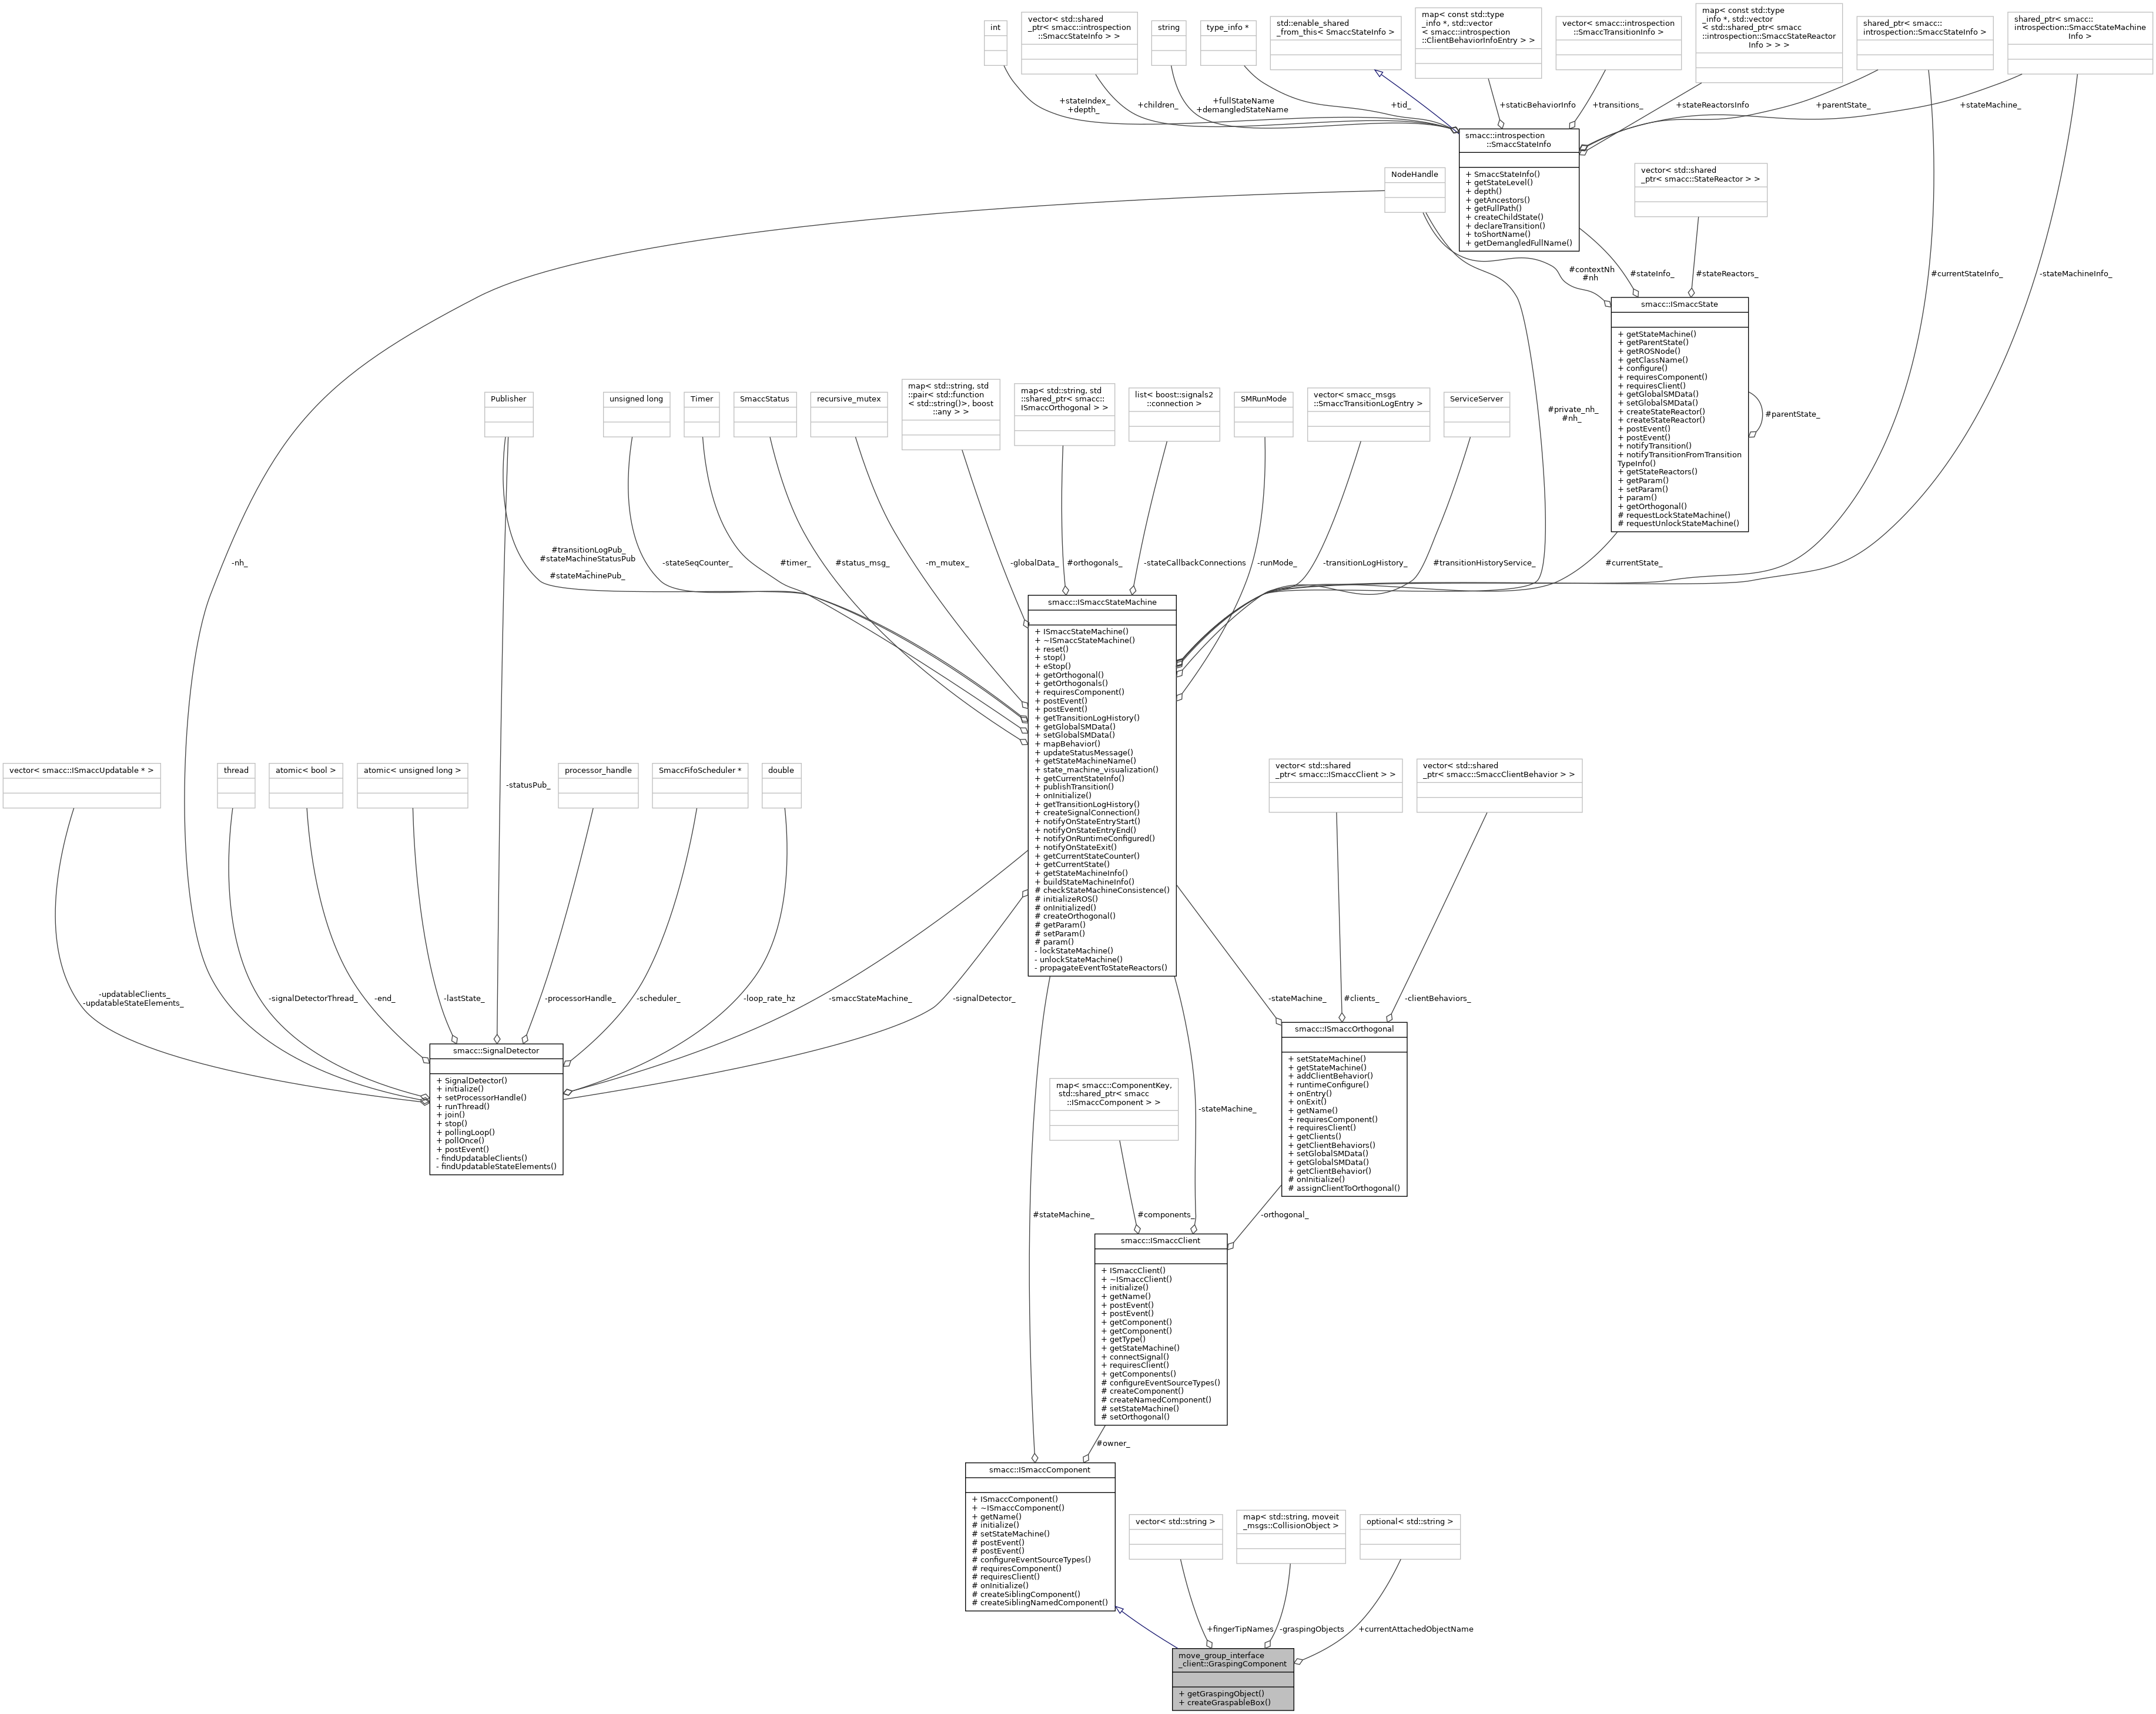 int
vector< std::shared
_ptr< smacc::introspection
::SmaccStateInfo > >
string
type_info *
std::enable_shared
_from_this< SmaccStateInfo >
map< const std::type
_info *, std::vector
< smacc::introspection
::ClientBehaviorInfoEntry > >
vector< smacc::introspection
::SmaccTransitionInfo >
map< const std::type
_info *, std::vector
< std::shared_ptr< smacc
::introspection::SmaccStateReactor
Info > > >
shared_ptr< smacc::
introspection::SmaccStateInfo >
shared_ptr< smacc::
introspection::SmaccStateMachine
Info >
+stateIndex_
+depth_
+children_
+fullStateName
+demangledStateName
+tid_
+staticBehaviorInfo
+transitions_
+stateReactorsInfo
+parentState_
+stateMachine_
smacc::introspection
::SmaccStateInfo
+ SmaccStateInfo()
+ getStateLevel()
+ depth()
+ getAncestors()
+ getFullPath()
+ createChildState()
+ declareTransition()
+ toShortName()
+ getDemangledFullName()
NodeHandle
vector< std::shared
_ptr< smacc::StateReactor > >
#contextNh
#nh
#stateInfo_
#stateReactors_
#currentStateInfo_
-stateMachineInfo_
smacc::ISmaccState
+ getStateMachine()
+ getParentState()
+ getROSNode()
+ getClassName()
+ configure()
+ requiresComponent()
+ requiresClient()
+ getGlobalSMData()
+ setGlobalSMData()
+ createStateReactor()
+ createStateReactor()
+ postEvent()
+ postEvent()
+ notifyTransition()
+ notifyTransitionFromTransition
TypeInfo()
+ getStateReactors()
+ getParam()
+ setParam()
+ param()
+ getOrthogonal()
# requestLockStateMachine()
# requestUnlockStateMachine()
#parentState_
Publisher
unsigned long
Timer
SmaccStatus
recursive_mutex
map< std::string, std
::pair< std::function
< std::string()>, boost
::any > >
map< std::string, std
::shared_ptr< smacc::
ISmaccOrthogonal > >
list< boost::signals2
::connection >
SMRunMode
vector< smacc_msgs
::SmaccTransitionLogEntry >
ServiceServer
#private_nh_
#nh_
-nh_
#transitionLogPub_
#stateMachineStatusPub
_
#stateMachinePub_
-stateSeqCounter_
#timer_
#status_msg_
-m_mutex_
-globalData_
#orthogonals_
-stateCallbackConnections
-runMode_
-transitionLogHistory_
#transitionHistoryService_
#currentState_
smacc::ISmaccStateMachine
+ ISmaccStateMachine()
+ ~ISmaccStateMachine()
+ reset()
+ stop()
+ eStop()
+ getOrthogonal()
+ getOrthogonals()
+ requiresComponent()
+ postEvent()
+ postEvent()
+ getTransitionLogHistory()
+ getGlobalSMData()
+ setGlobalSMData()
+ mapBehavior()
+ updateStatusMessage()
+ getStateMachineName()
+ state_machine_visualization()
+ getCurrentStateInfo()
+ publishTransition()
+ onInitialize()
+ getTransitionLogHistory()
+ createSignalConnection()
+ notifyOnStateEntryStart()
+ notifyOnStateEntryEnd()
+ notifyOnRuntimeConfigured()
+ notifyOnStateExit()
+ getCurrentStateCounter()
+ getCurrentState()
+ getStateMachineInfo()
+ buildStateMachineInfo()
# checkStateMachineConsistence()
# initializeROS()
# onInitialized()
# createOrthogonal()
# getParam()
# setParam()
# param()
- lockStateMachine()
- unlockStateMachine()
- propagateEventToStateReactors()
vector< smacc::ISmaccUpdatable * >
thread
atomic< bool >
atomic< unsigned long >
-statusPub_
processor_handle
SmaccFifoScheduler *
double
vector< std::shared
_ptr< smacc::ISmaccClient > >
vector< std::shared
_ptr< smacc::SmaccClientBehavior > >
-updatableClients_
-updatableStateElements_
-signalDetectorThread_
-end_
-lastState_
-processorHandle_
-scheduler_
-loop_rate_hz
-smaccStateMachine_
-signalDetector_
-stateMachine_
#clients_
-clientBehaviors_
smacc::SignalDetector
+ SignalDetector()
+ initialize()
+ setProcessorHandle()
+ runThread()
+ join()
+ stop()
+ pollingLoop()
+ pollOnce()
+ postEvent()
- findUpdatableClients()
- findUpdatableStateElements()
smacc::ISmaccOrthogonal
+ setStateMachine()
+ getStateMachine()
+ addClientBehavior()
+ runtimeConfigure()
+ onEntry()
+ onExit()
+ getName()
+ requiresComponent()
+ requiresClient()
+ getClients()
+ getClientBehaviors()
+ setGlobalSMData()
+ getGlobalSMData()
+ getClientBehavior()
# onInitialize()
# assignClientToOrthogonal()
map< smacc::ComponentKey,
std::shared_ptr< smacc
::ISmaccComponent > >
-stateMachine_
#stateMachine_
#components_
-orthogonal_
smacc::ISmaccClient
+ ISmaccClient()
+ ~ISmaccClient()
+ initialize()
+ getName()
+ postEvent()
+ postEvent()
+ getComponent()
+ getComponent()
+ getType()
+ getStateMachine()
+ connectSignal()
+ requiresClient()
+ getComponents()
# configureEventSourceTypes()
# createComponent()
# createNamedComponent()
# setStateMachine()
# setOrthogonal()
#owner_
smacc::ISmaccComponent
+ ISmaccComponent()
+ ~ISmaccComponent()
+ getName()
# initialize()
# setStateMachine()
# postEvent()
# postEvent()
# configureEventSourceTypes()
# requiresComponent()
# requiresClient()
# onInitialize()
# createSiblingComponent()
# createSiblingNamedComponent()
vector< std::string >
map< std::string, moveit
_msgs::CollisionObject >
optional< std::string >
+fingerTipNames
-graspingObjects
+currentAttachedObjectName
move_group_interface
_client::GraspingComponent
+ getGraspingObject()
+ createGraspableBox()